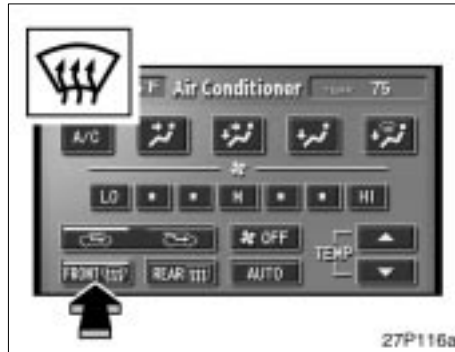 F Air Conditioner 75
A/C
LO M HI
OFF
TEMP
FRONT REAR AUTO
27P116a